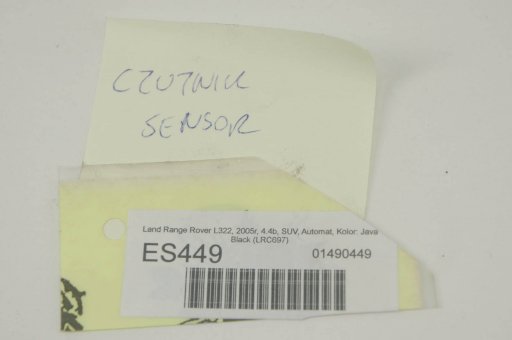 CZUJNIK
SENSOR
Land Range Rover L322, 2005r, 4.4b, SUV, Automat, Kolor: Java
Black (LRC697)
ES449
01490449